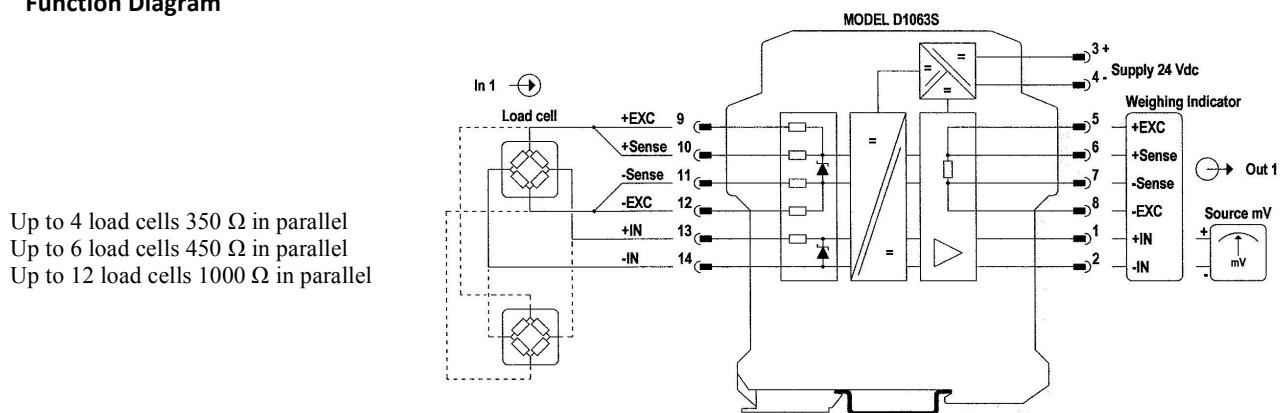 Function Diagram
MODEL D1063S
In 1
Load cell
+EXC 9
+Sense 10
-Sense 11
-EXC 12
+IN 13
-IN 14
3 +
4 -
Supply 24 Vdc
Weighing Indicator
5 +EXC
6 +Sense
7 -Sense
8 -EXC
1 +IN
2 -IN
Out 1
Source mV
+
mV
-
Up to 4 load cells 350 Ω in parallel
Up to 6 load cells 450 Ω in parallel
Up to 12 load cells 1000 Ω in parallel